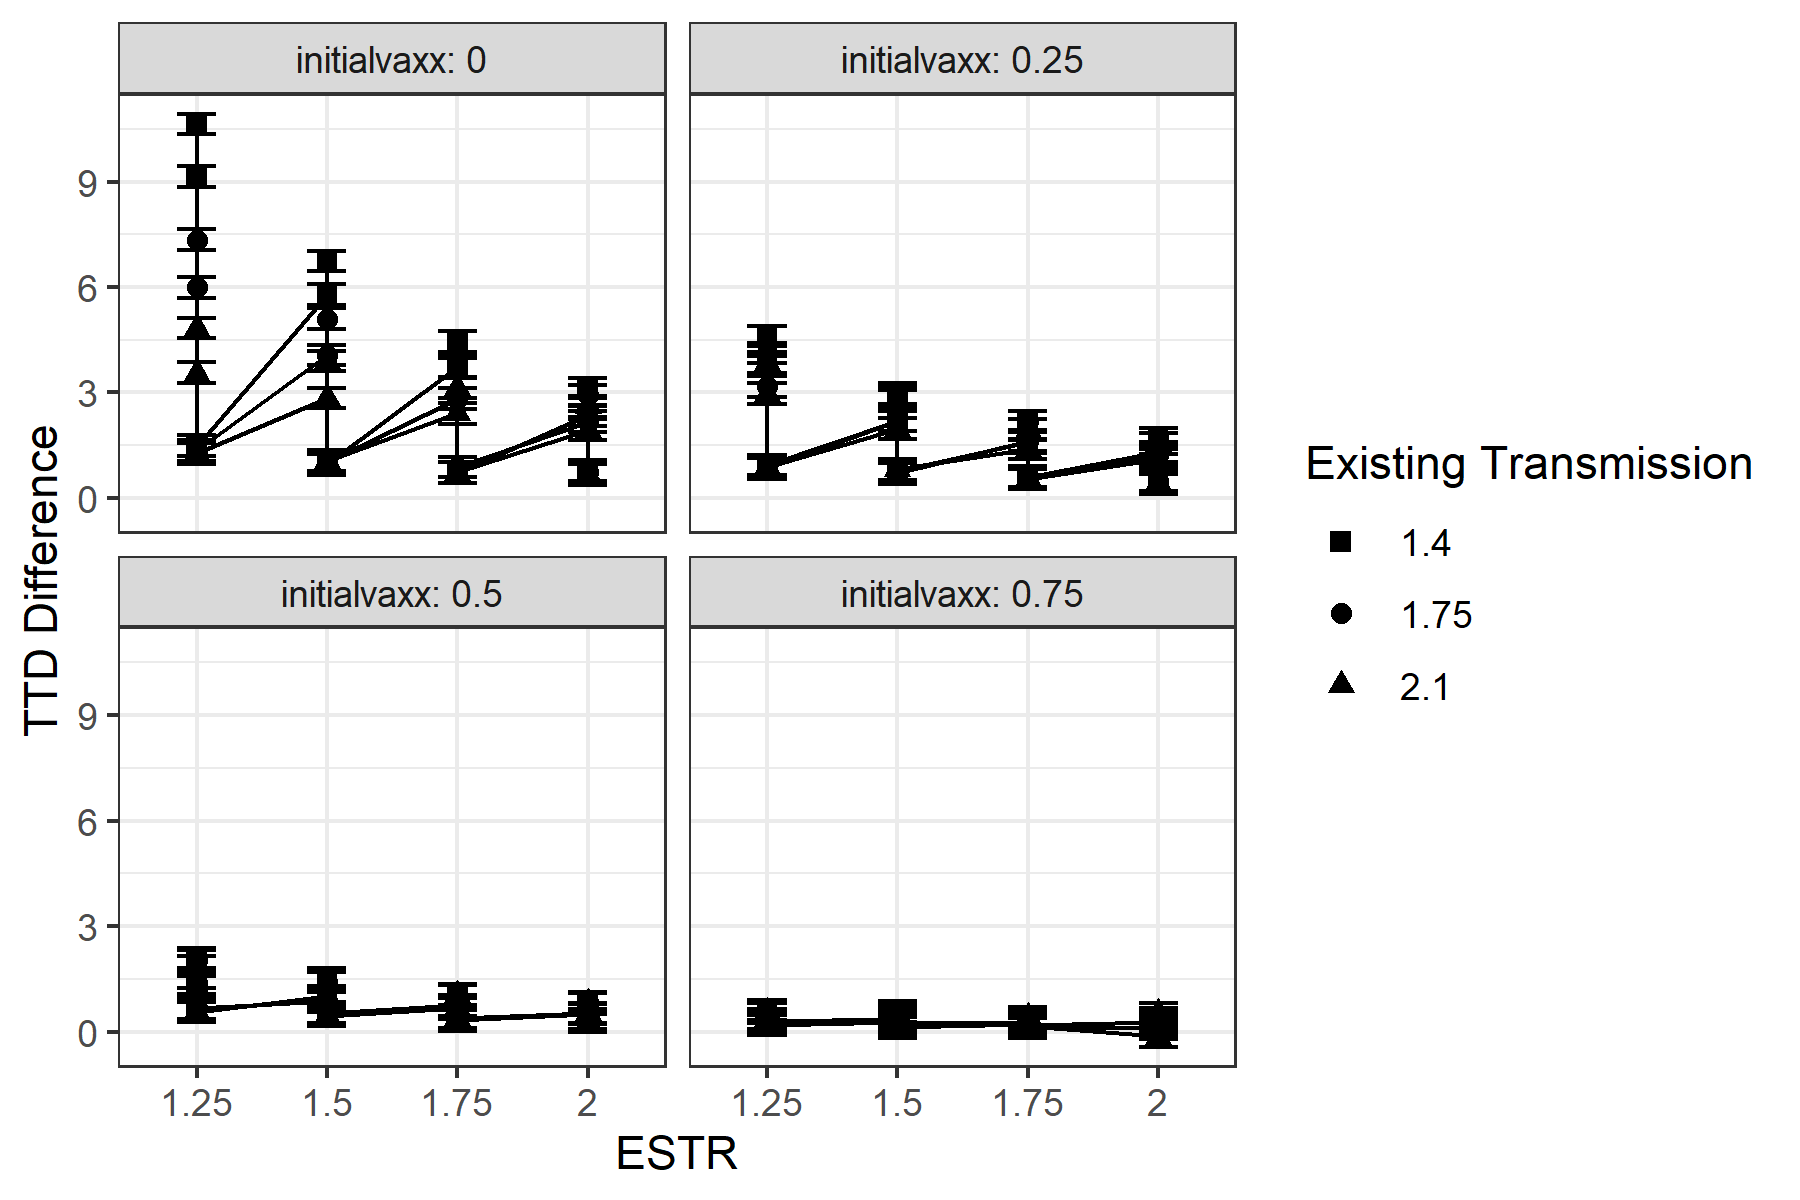 initialvaxx: 0
initialvaxx: 0.25
9
6
3
0
initialvaxx: 0.5
initialvaxx: 0.75
9
6
3
0
1.25 1.5 1.75 2
1.25 1.5 1.75 2
ESTR
TTD Difference
Existing Transmission
1.4
1.75
2.1